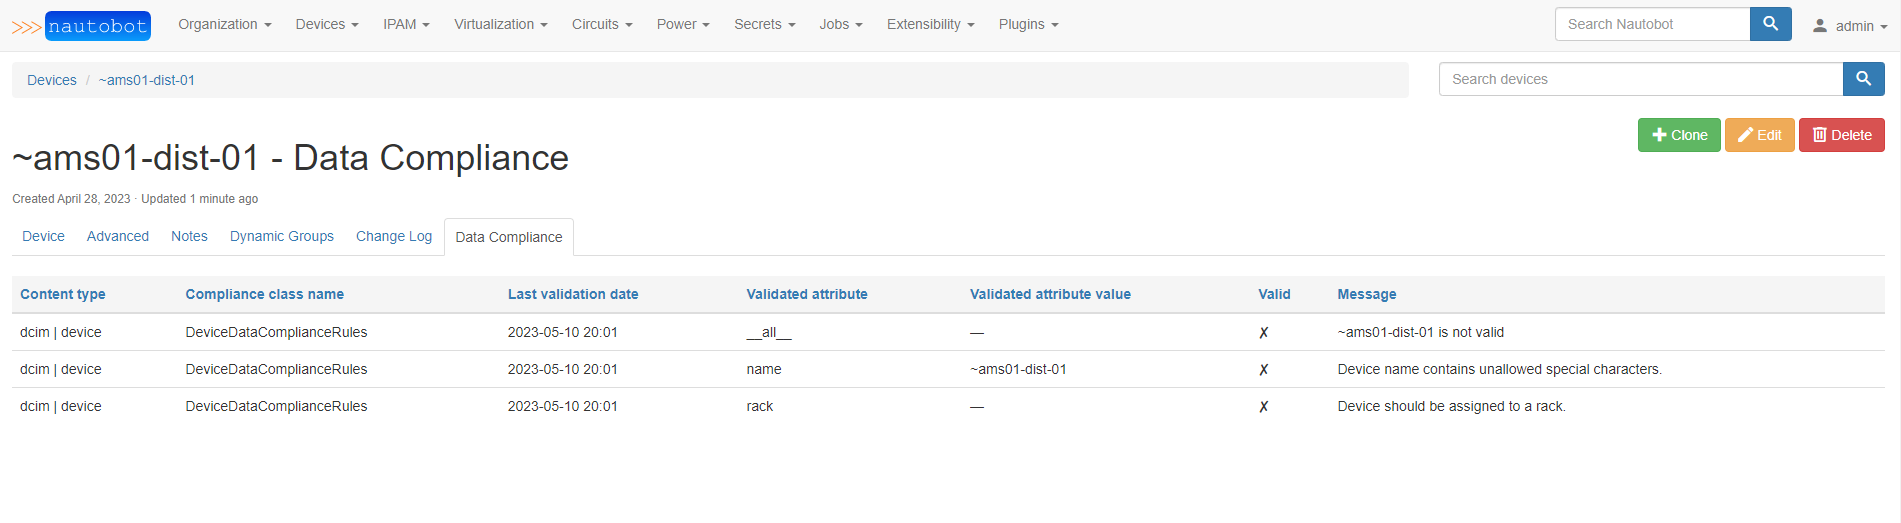 >>> nautobot Organization Devices IPAM Virtualization Circuits Power Secrets Jobs Extensibility Plugins Search Nautobot admin
Devices / ~ams01-dist-01 Search devices
Clone Edit Delete
~ams01-dist-01 - Data Compliance
Created April 28, 2023 · Updated 1 minute ago
Device Advanced Notes Dynamic Groups Change Log Data Compliance
Content type Compliance class name Last validation date Validated attribute Validated attribute value Valid Message
dcim | device DeviceDataComplianceRules 2023-05-10 20:01 __all__ — ✗ ~ams01-dist-01 is not valid
dcim | device DeviceDataComplianceRules 2023-05-10 20:01 name ~ams01-dist-01 ✗ Device name contains unallowed special characters.
dcim | device DeviceDataComplianceRules 2023-05-10 20:01 rack — ✗ Device should be assigned to a rack.